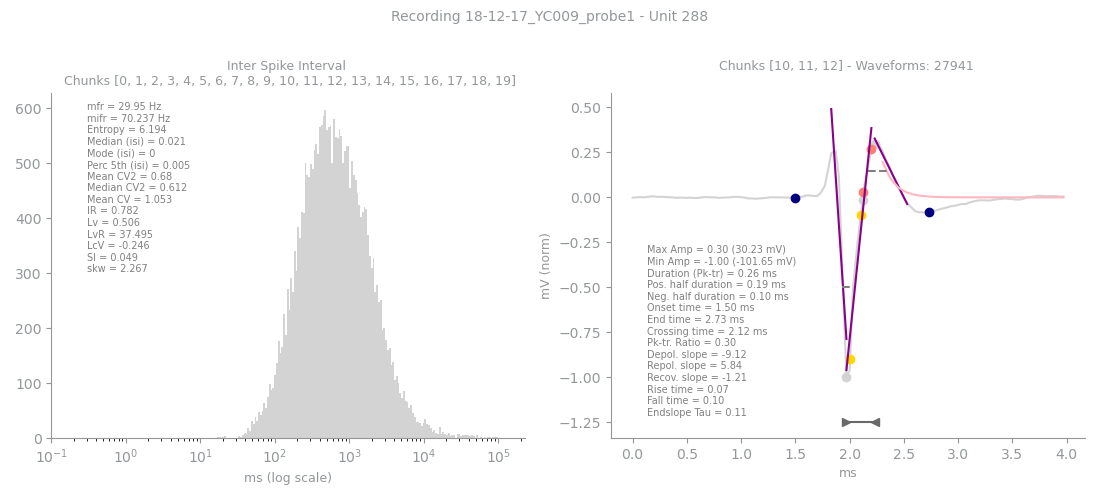 Recording 18-12-17_YC009_probe1 - Unit 288
Inter Spike Interval
Chunks [0, 1, 2, 3, 4, 5, 6, 7, 8, 9, 10, 11, 12, 13, 14, 15, 16, 17, 18, 19]
600
500
400
300
200
100
0
mfr = 29.95 Hz
mifr = 70.237 Hz
Entropy = 6.194
Median (isi) = 0.021
Mode (isi) = 0
Perc 5th (isi) = 0.005
Mean CV2 = 0.68
Median CV2 = 0.612
Mean CV = 1.053
IR = 0.782
Lv = 0.506
LvR = 37.495
LcV = -0.246
SI = 0.049
skw = 2.267
10⁻¹ 10⁰ 10¹ 10² 10³ 10⁴ 10⁵
ms (log scale)
Chunks [10, 11, 12] - Waveforms: 27941
mV (norm)
0.50
0.25
0.00
−0.25
−0.50
−0.75
−1.00
−1.25
Max Amp = 0.30 (30.23 mV)
Min Amp = -1.00 (-101.65 mV)
Duration (Pk-tr) = 0.26 ms
Pos. half duration = 0.19 ms
Neg. half duration = 0.10 ms
Onset time = 1.50 ms
End time = 2.73 ms
Crossing time = 2.12 ms
Pk-tr. Ratio = 0.30
Depol. slope = -9.12
Repol. slope = 5.84
Recov. slope = -1.21
Rise time = 0.07
Fall time = 0.10
Endslope Tau = 0.11
0.0 0.5 1.0 1.5 2.0 2.5 3.0 3.5 4.0
ms